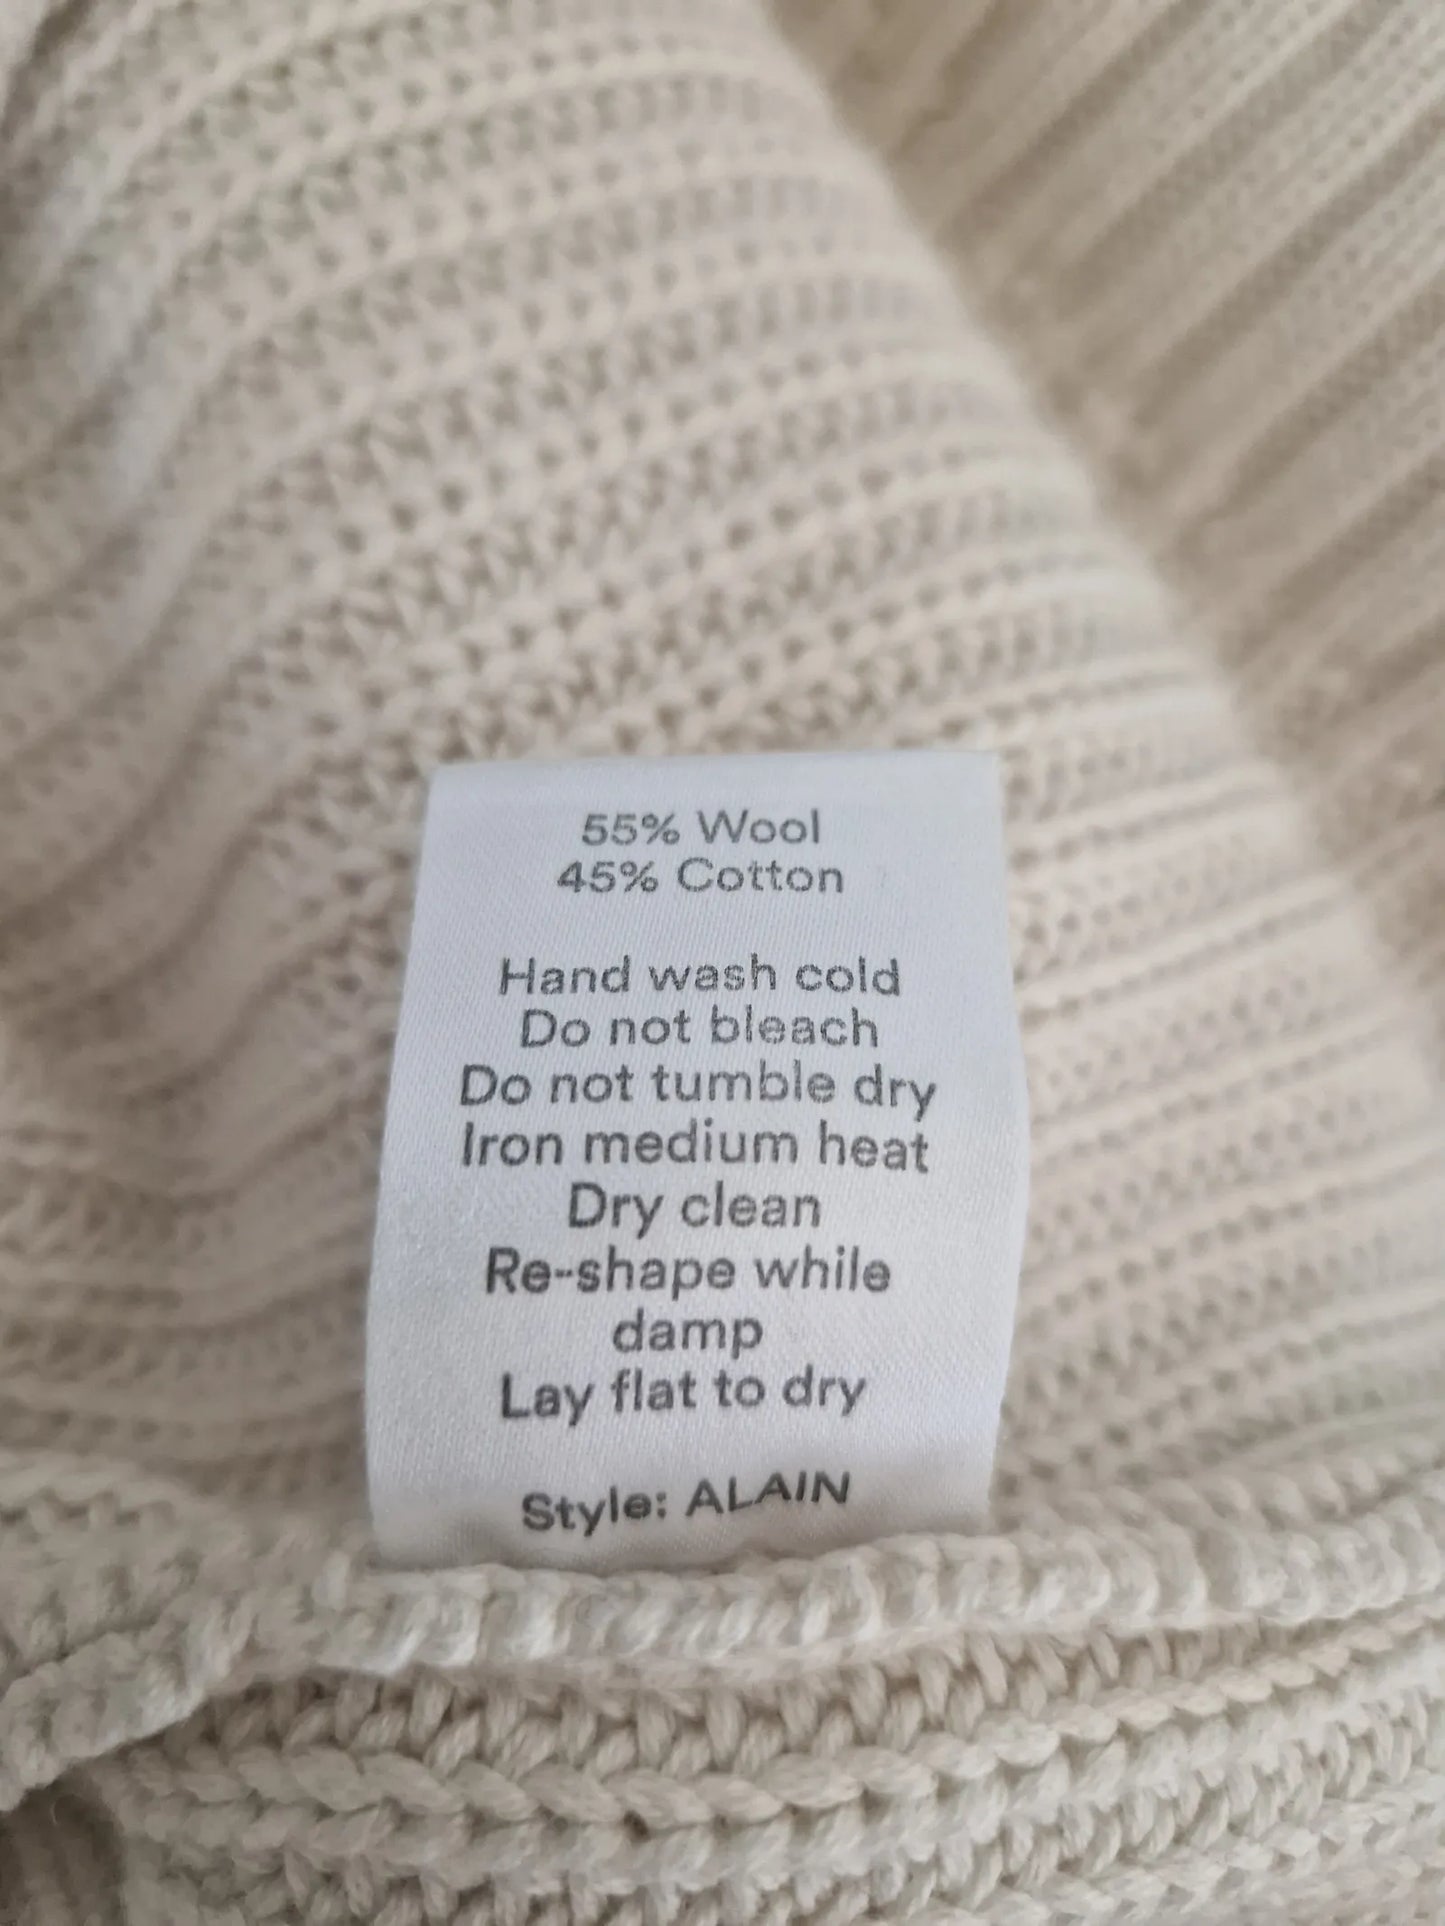 55% Wool
45% Cotton
Hand wash cold
Do not bleach
Do not tumble dry
Iron medium heat
Dry clean
Re-shape while
damp
Lay flat to dry
Style: ALAIN